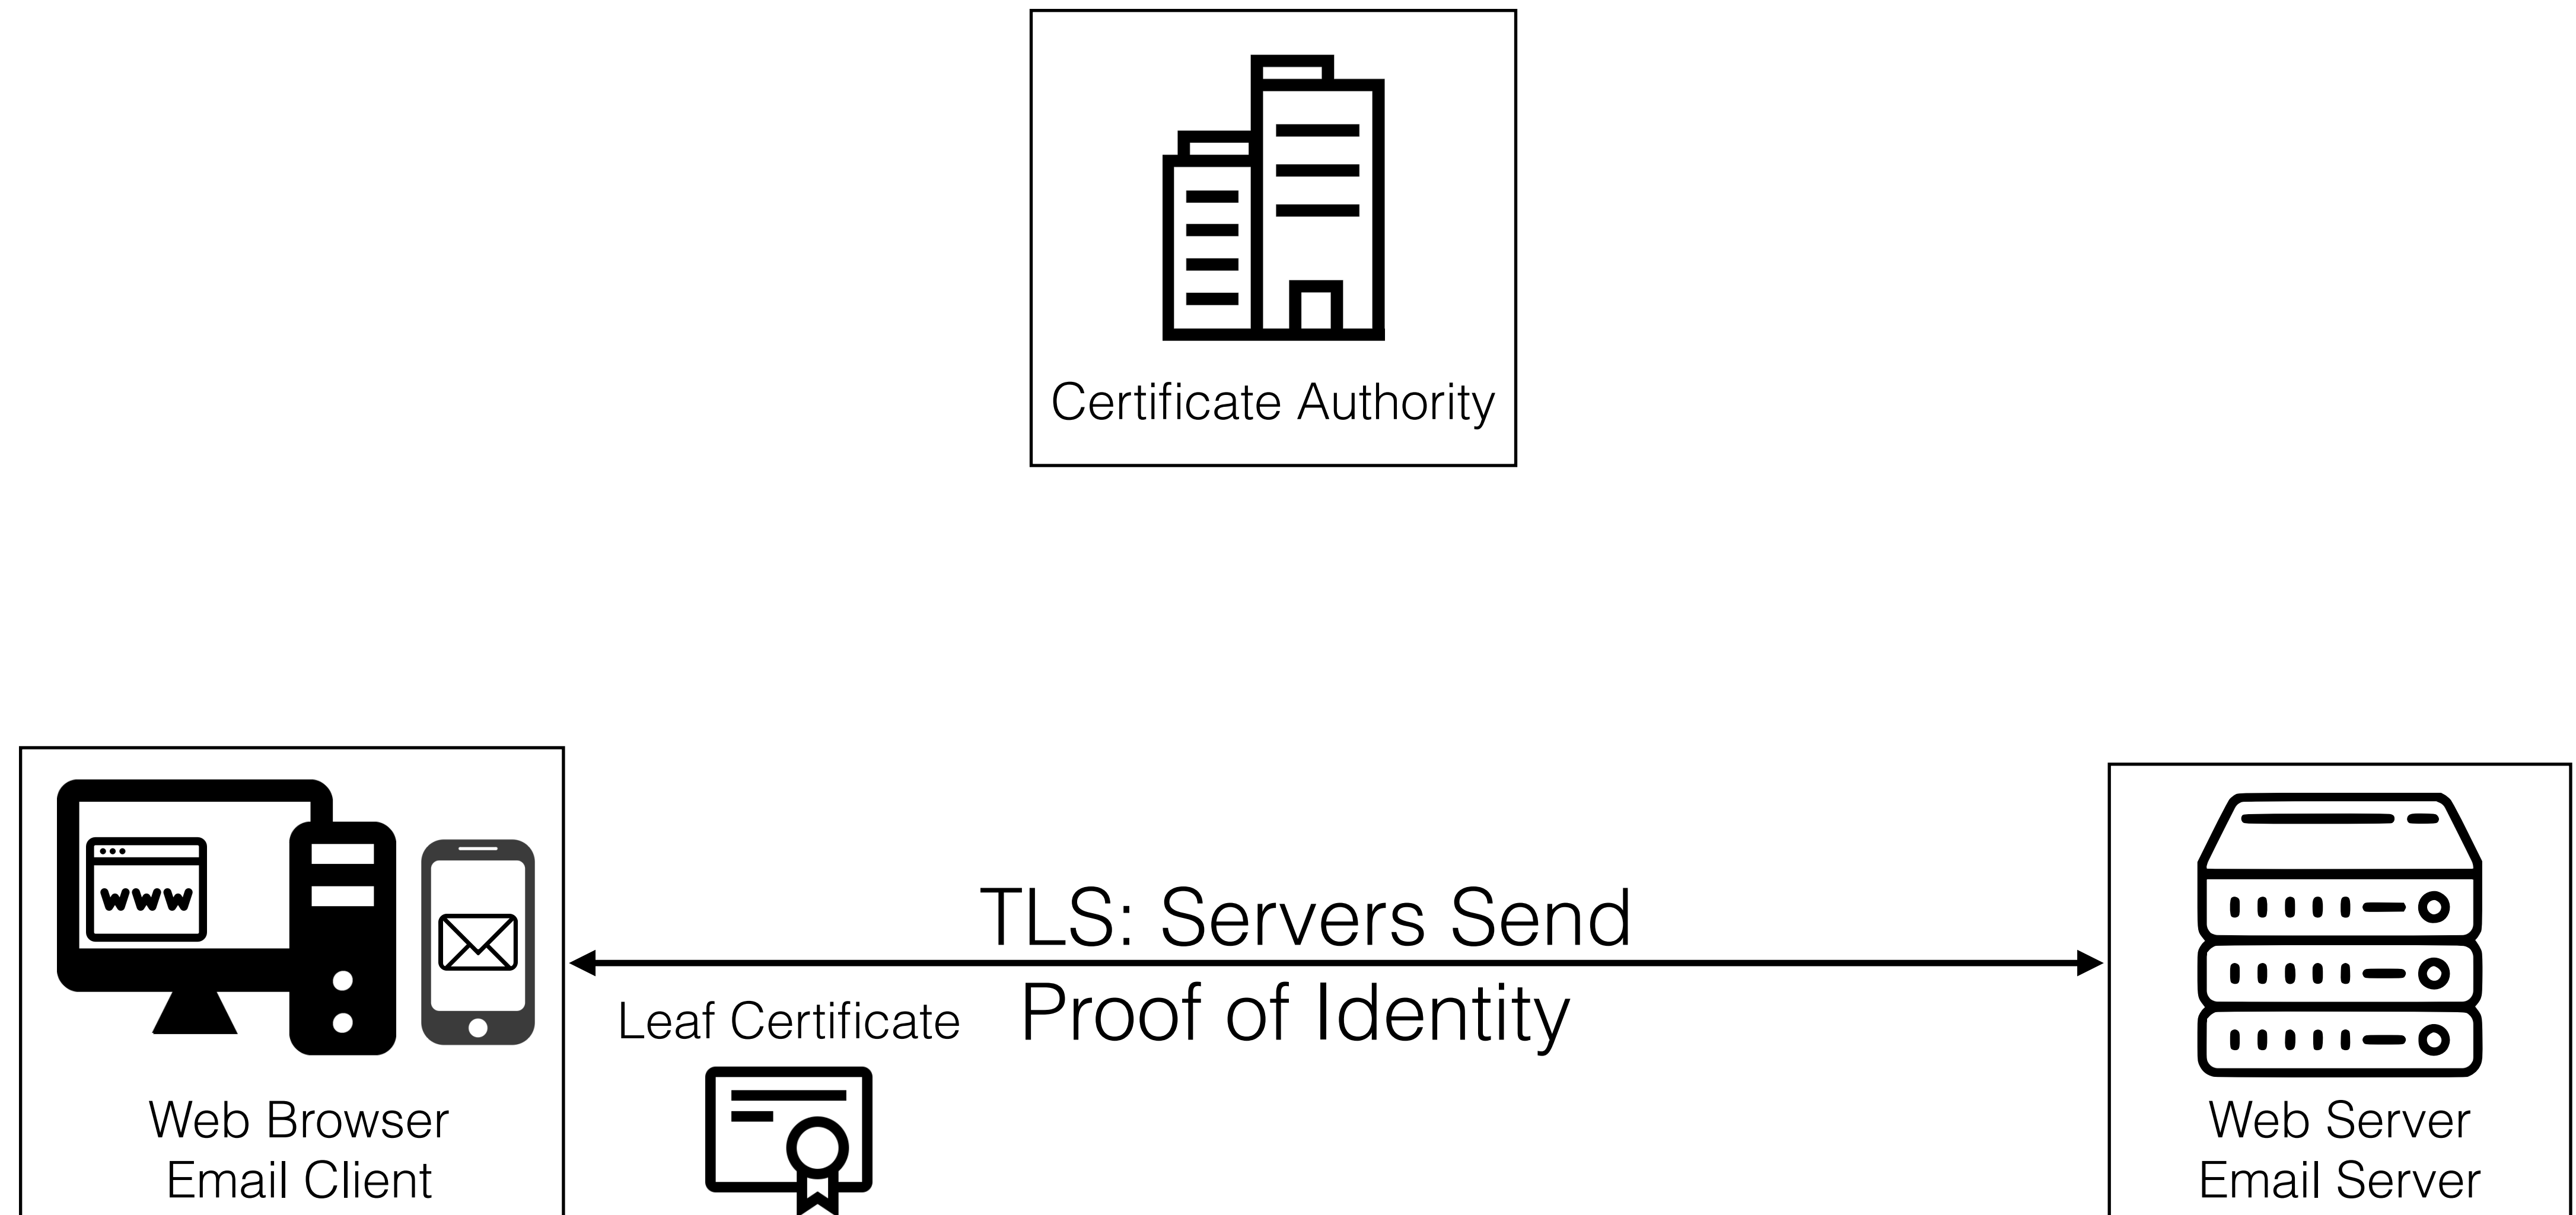 Certificate Authority
www
TLS: Servers Send
Proof of Identity
Leaf Certificate
Web Browser
Email Client
Web Server
Email Server